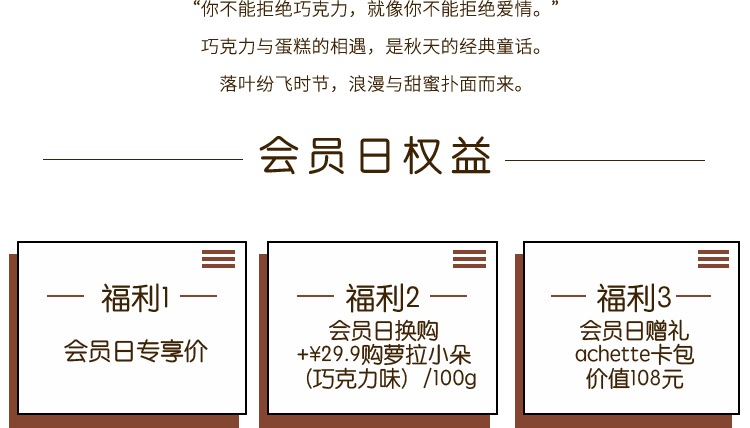 “你不能拒绝巧克力，就像你不能拒绝爱情。”
巧克力与蛋糕的相遇，是秋天的经典童话。
落叶纷飞时节，浪漫与甜蜜扑面而来。
会员日权益
福利1
会员日专享价
福利2
会员日换购
+¥29.9购萝拉小朵
（巧克力味）/100g
福利3
会员日赠礼
achette卡包
价值108元